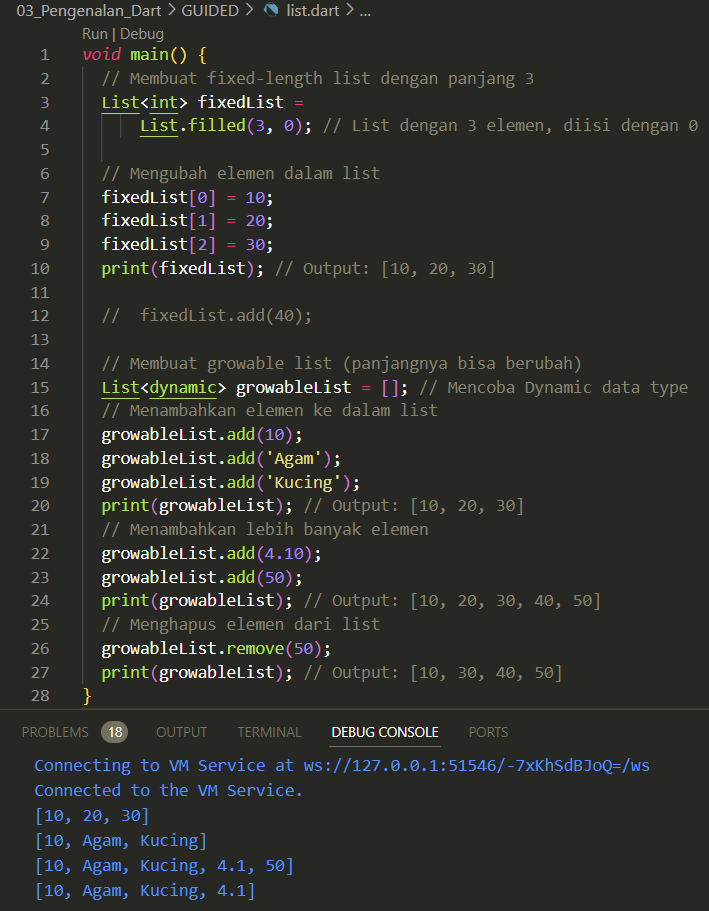 03_Pengenalan_Dart > GUIDED > list.dart > ...
Run | Debug
1 void main() {
2 // Membuat fixed-length list dengan panjang 3
3 List<int> fixedList =
4 List.filled(3, 0); // List dengan 3 elemen, diisi dengan 0
5
6 // Mengubah elemen dalam list
7 fixedList[0] = 10;
8 fixedList[1] = 20;
9 fixedList[2] = 30;
10 print(fixedList); // Output: [10, 20, 30]
11
12 //  fixedList.add(40);
13
14 // Membuat growable list (panjangnya bisa berubah)
15 List<dynamic> growableList = []; // Mencoba Dynamic data type
16 // Menambahkan elemen ke dalam list
17 growableList.add(10);
18 growableList.add('Agam');
19 growableList.add('Kucing');
20 print(growableList); // Output: [10, 20, 30]
21 // Menambahkan lebih banyak elemen
22 growableList.add(4.10);
23 growableList.add(50);
24 print(growableList); // Output: [10, 20, 30, 40, 50]
25 // Menghapus elemen dari list
26 growableList.remove(50);
27 print(growableList); // Output: [10, 30, 40, 50]
28 }
PROBLEMS 18 OUTPUT TERMINAL DEBUG CONSOLE PORTS
Connecting to VM Service at ws://127.0.0.1:51546/-7xKhSdBJoQ=/ws
Connected to the VM Service.
[10, 20, 30]
[10, Agam, Kucing]
[10, Agam, Kucing, 4.1, 50]
[10, Agam, Kucing, 4.1]